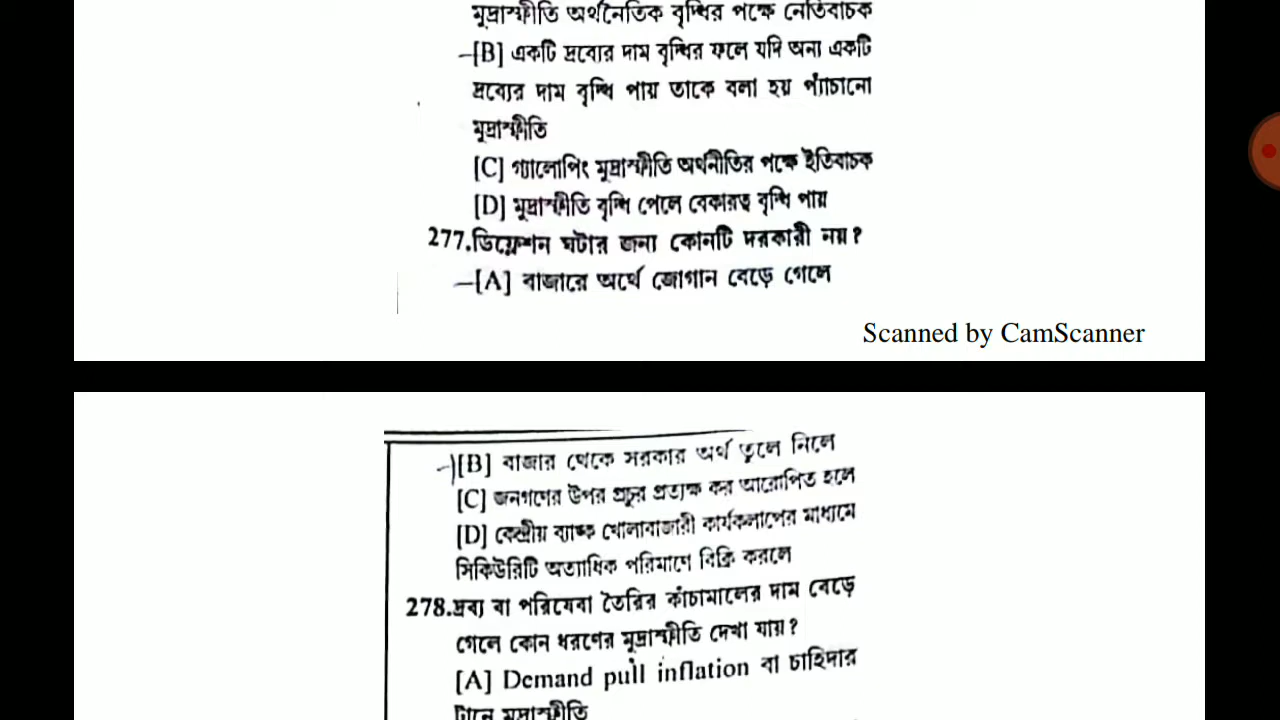 মুদ্রাস্ফীতি অর্থনৈতিক বৃদ্ধির পক্ষে নেতিবাচক
[B] একটি দ্রব্যের দাম বৃদ্ধির ফলে যদি অন্য একটি
দ্রব্যের দাম বৃদ্ধি পায় তাকে বলা হয় প্যাঁচানো
মুদ্রাস্ফীতি
[C] গ্যালোপিং মুদ্রাস্ফীতি অর্থনীতির পক্ষে ইতিবাচক
[D] মুদ্রাস্ফীতি বৃদ্ধি পেলে বেকারত্ব বৃদ্ধি পায়
277.ডিফ্লেশন ঘটার জন্য কোনটি দরকারী নয়?
[A] বাজারে অর্থে জোগান বেড়ে গেলে
Scanned by CamScanner
[B] বাজার থেকে সরকার অর্থ তুলে নিলে
[C] জনগণের উপর প্রচুর প্রত্যক্ষ কর আরোপিত হলে
[D] কেন্দ্রীয় ব্যাঙ্ক খোলাবাজারী কার্যকলাপের মাধ্যমে
সিকিউরিটি অত্যাধিক পরিমাণে বিক্রি করলে
278.দ্রব্য বা পরিষেবা তৈরির কাঁচামালের দাম বেড়ে
গেলে কোন ধরণের মুদ্রাস্ফীতি দেখা যায়?
[A] Demand pull inflation বা চাহিদার
টানে মুদ্রাস্ফীতি